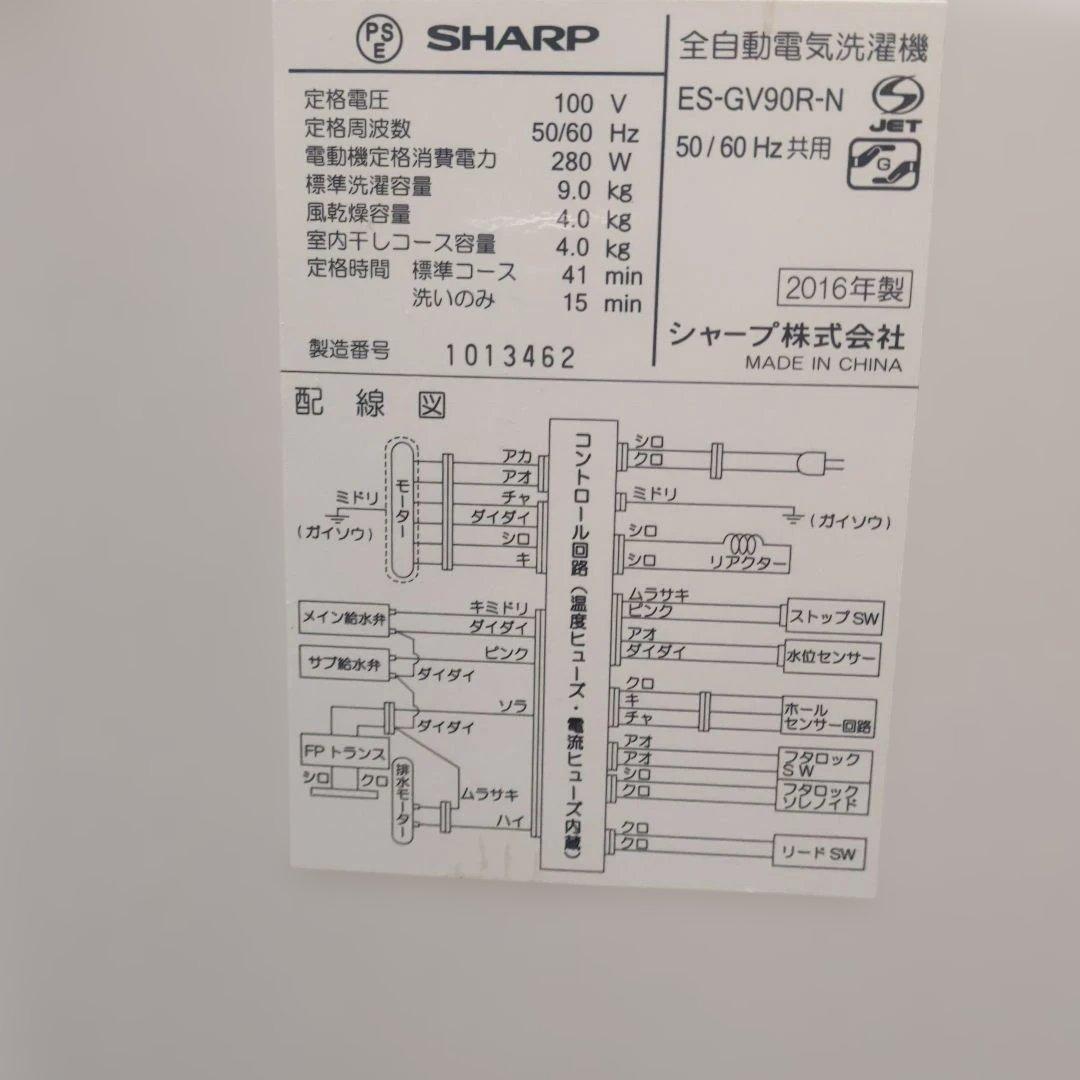 PSE SHARP
定格電圧 100 V
定格周波数 50/60 Hz
電動機定格消費電力 280 W
標準洗濯容量 9.0 kg
風乾燥容量 4.0 kg
室内干しコース容量 4.0 kg
定格時間 標準コース 41 min
洗いのみ 15 min
製造番号 1013462
全自動電気洗濯機
ES-GV90R-N
S JET
50/60Hz共用
G
2016年製
シャープ株式会社
MADE IN CHINA
配線図
モーター
ミドリ
(ガイソウ)
アカ
アオ
チャ
ダイダイ
シロ
キ
メイン給水弁
キミドリ
ダイダイ
サブ給水弁
ピンク
ダイダイ
ソラ
ダイダイ
FPトランス
シロ クロ
排水モーター
ムラサキ
ハイ
コントロール回路(温度ヒューズ・電流ヒューズ内蔵)
シロ
クロ
ミドリ
(ガイソウ)
シロ
シロ
リアクター
ムラサキ
ピンク
ストップSW
アオ
ダイダイ
水位センサー
クロ
キ
チャ
ホール
センサー回路
アオ
アオ
フタロック
SW
シロ
クロ
フタロック
ソレノイド
クロ
クロ
リードSW